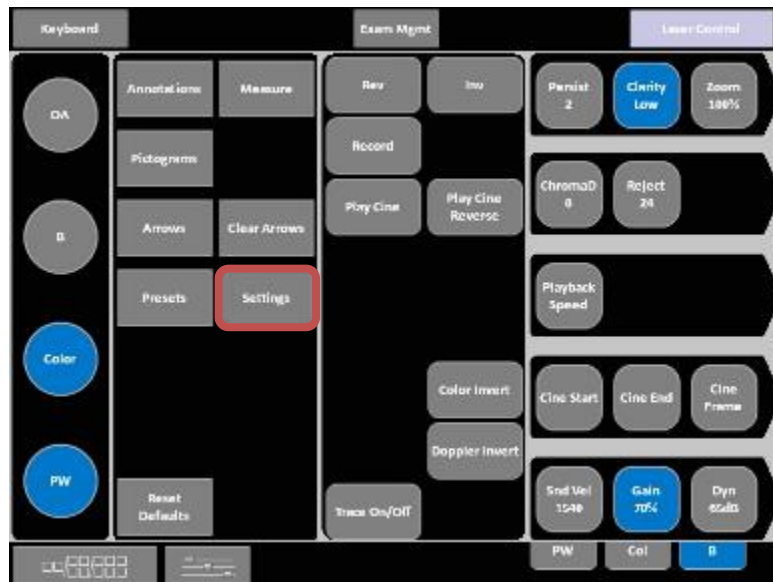 Keyboard
Exam Mgmt
Laser Control
OA
B
Color
PW
Annotations
Measure
Pictograms
Arrows
Clear Arrows
Presets
Settings
Reset
Defaults
Rev
Inv
Record
Play Cine
Play Cine
Reverse
Color Invert
Doppler Invert
Trace On/Off
Persist
2
Clarity
Low
Zoom
100%
ChromaD
Reject
24
Playback
Speed
Cine Start
Cine End
Cine
Frame
Snd Vel
1540
Gain
70%
Dyn
PW
Col
B